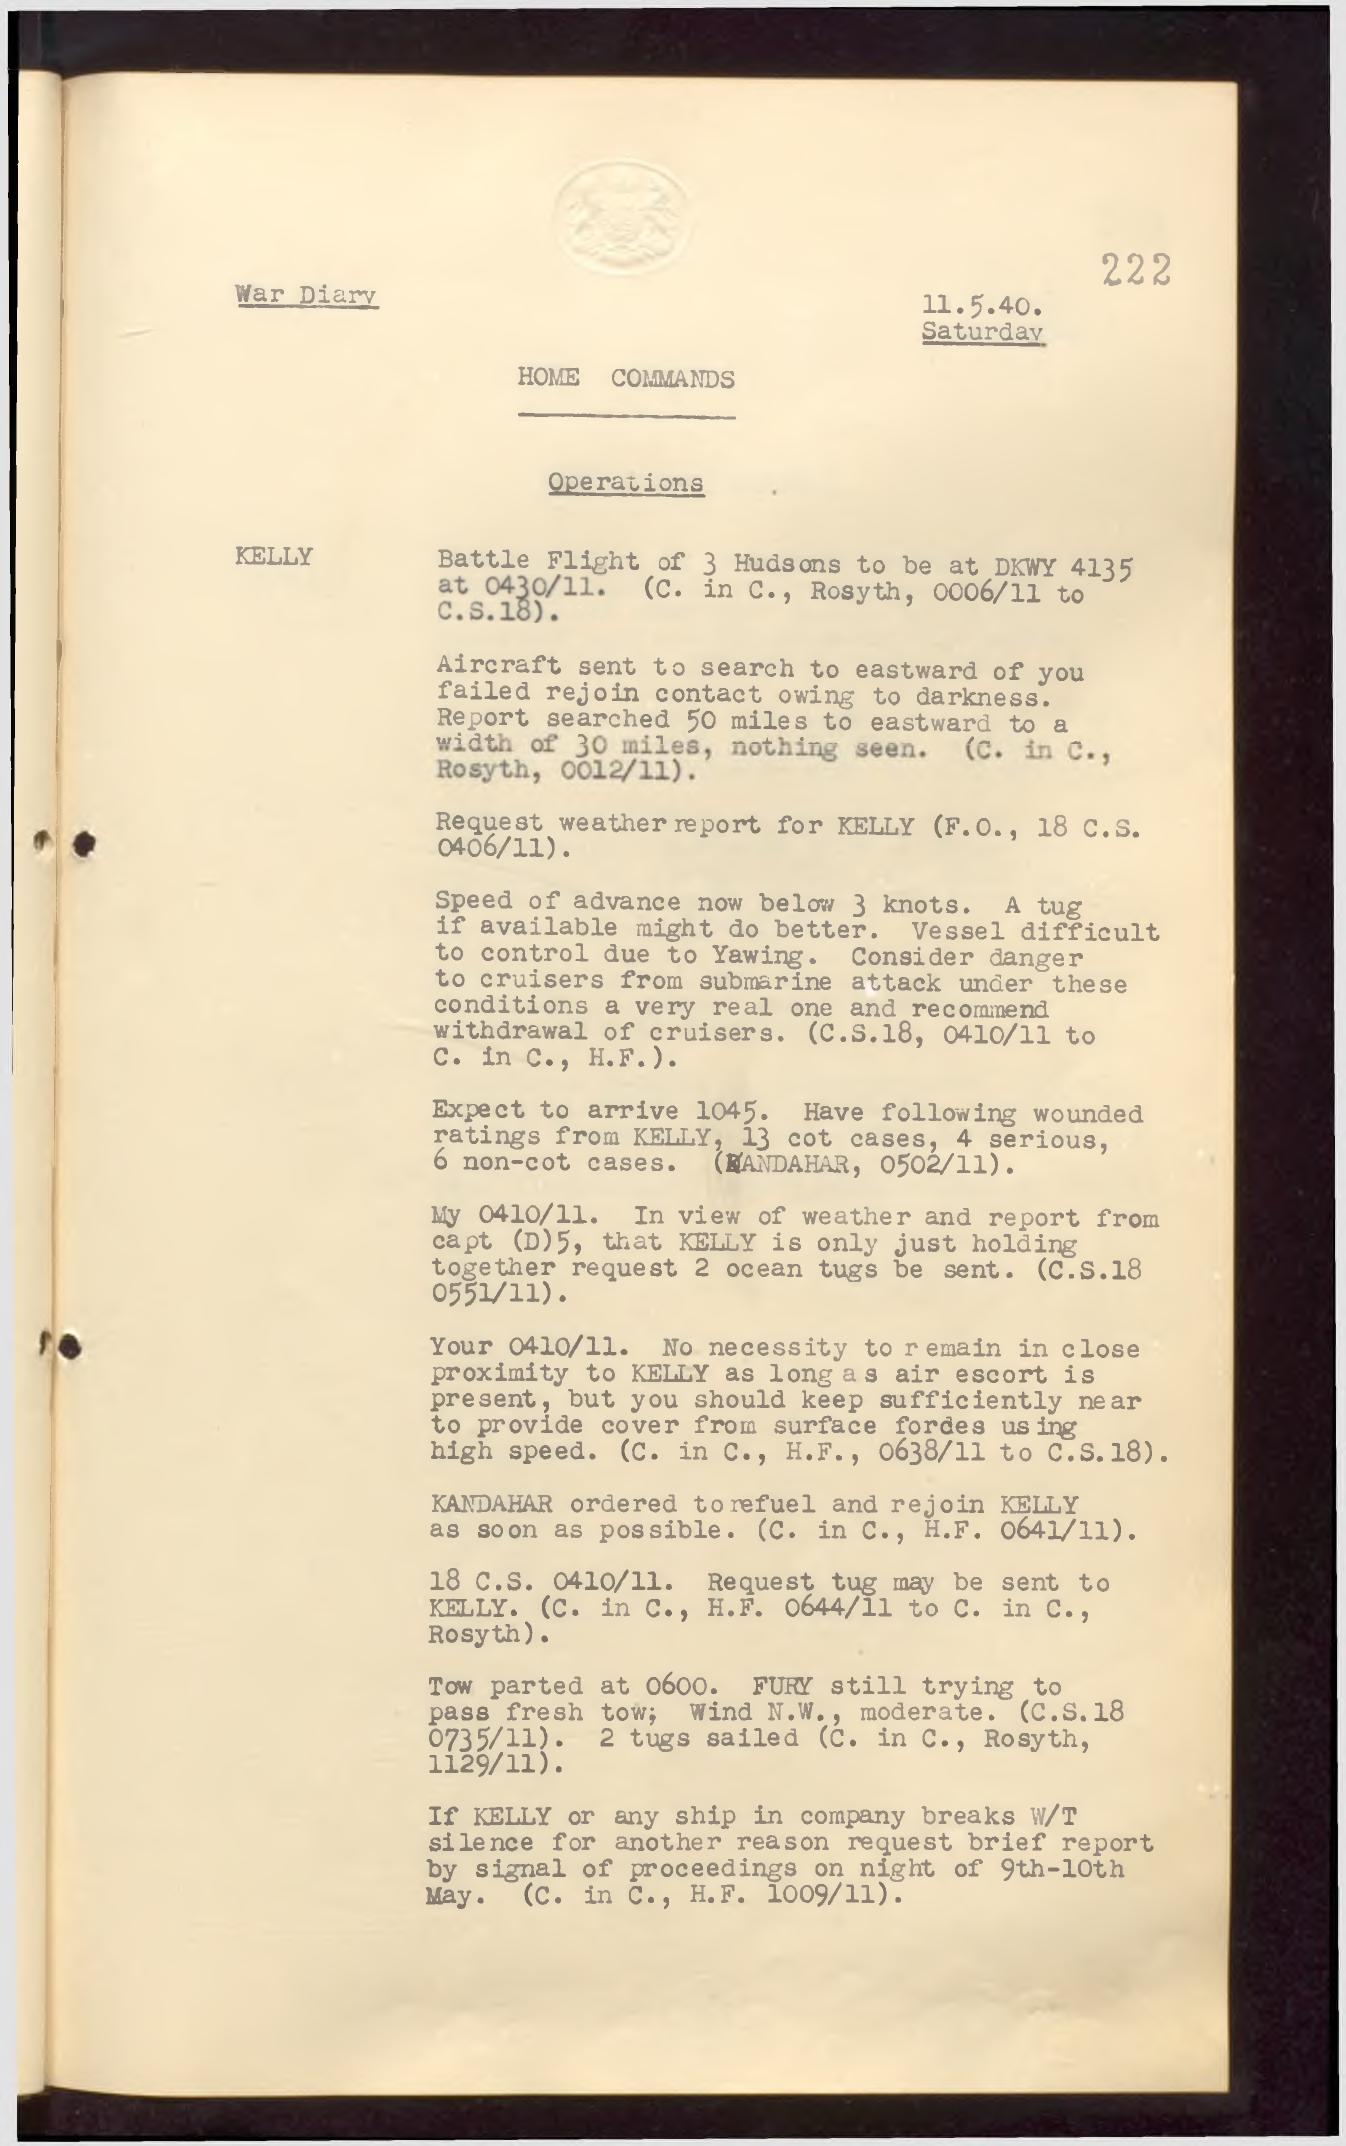 222
War Diary
11.5.40.
Saturday
HOME COMMANDS
Operations
KELLY
Battle Flight of 3 Hudsons to be at DKWY 4135
at 0430/11. (C. in C., Rosyth, 0006/11 to
C.S.18).
Aircraft sent to search to eastward of you
failed rejoin contact owing to darkness.
Report searched 50 miles to eastward to a
width of 30 miles, nothing seen. (C. in C.,
Rosyth, 0012/11).
Request weather report for KELLY (F.O., 18 C.S.
0406/11).
Speed of advance now below 3 knots. A tug
if available might do better. Vessel difficult
to control due to Yawing. Consider danger
to cruisers from submarine attack under these
conditions a very real one and recommend
withdrawal of cruisers. (C.S.18, 0410/11 to
C. in C., H.F.).
Expect to arrive 1045. Have following wounded
ratings from KELLY, 13 cot cases, 4 serious,
6 non-cot cases. (KANDAHAR, 0502/11).
My 0410/11. In view of weather and report from
capt (D)5, that KELLY is only just holding
together request 2 ocean tugs be sent. (C.S.18
0551/11).
Your 0410/11. No necessity to remain in close
proximity to KELLY as long as air escort is
present, but you should keep sufficiently near
to provide cover from surface fordes using
high speed. (C. in C., H.F., 0638/11 to C.S.18).
KANDAHAR ordered to refuel and rejoin KELLY
as soon as possible. (C. in C., H.F. 0641/11).
18 C.S. 0410/11. Request tug may be sent to
KELLY. (C. in C., H.F. 0644/11 to C. in C.,
Rosyth).
Tow parted at 0600. FURY still trying to
pass fresh tow; Wind N.W., moderate. (C.S.18
0735/11). 2 tugs sailed (C. in C., Rosyth,
1129/11).
If KELLY or any ship in company breaks W/T
silence for another reason request brief report
by signal of proceedings on night of 9th-10th
May. (C. in C., H.F. 1009/11).